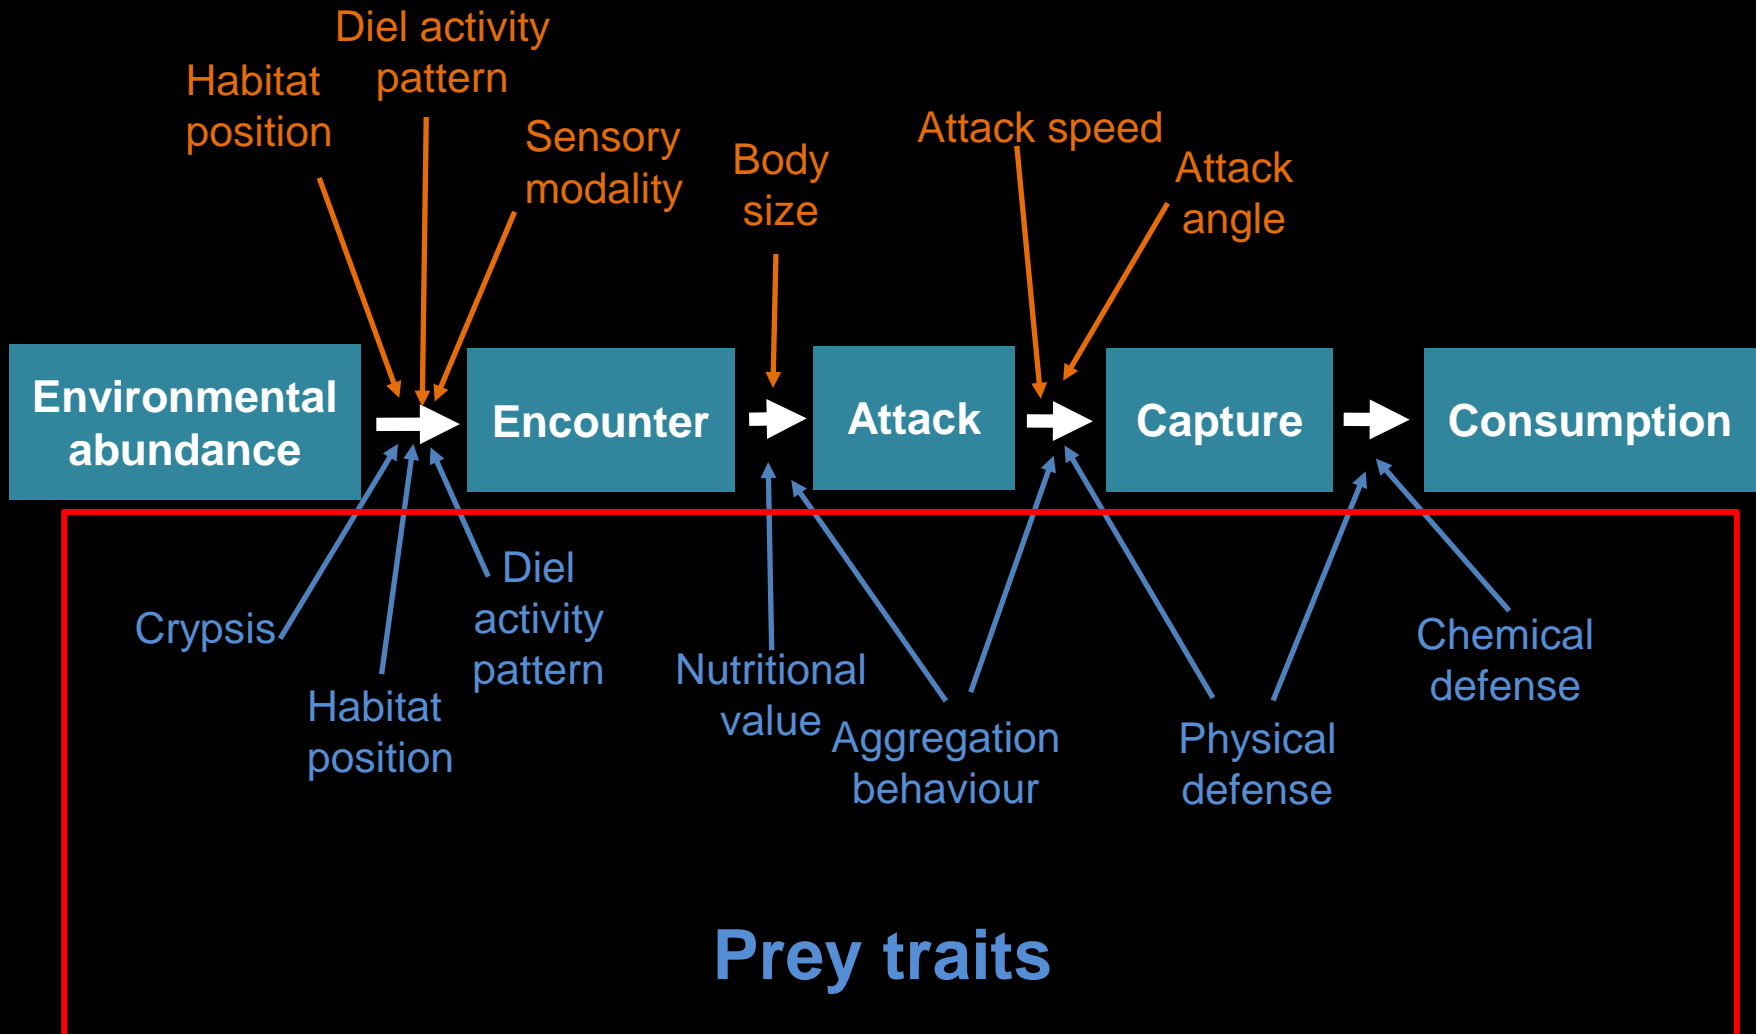 Diel activity
pattern
Habitat
position
Sensory
modality
Body
size
Attack speed
Attack
angle
Environmental
abundance
Encounter
Attack
Capture
Consumption
Crypsis
Habitat
position
Diel
activity
pattern
Nutritional
value
Aggregation
behaviour
Physical
defense
Chemical
defense
Prey traits